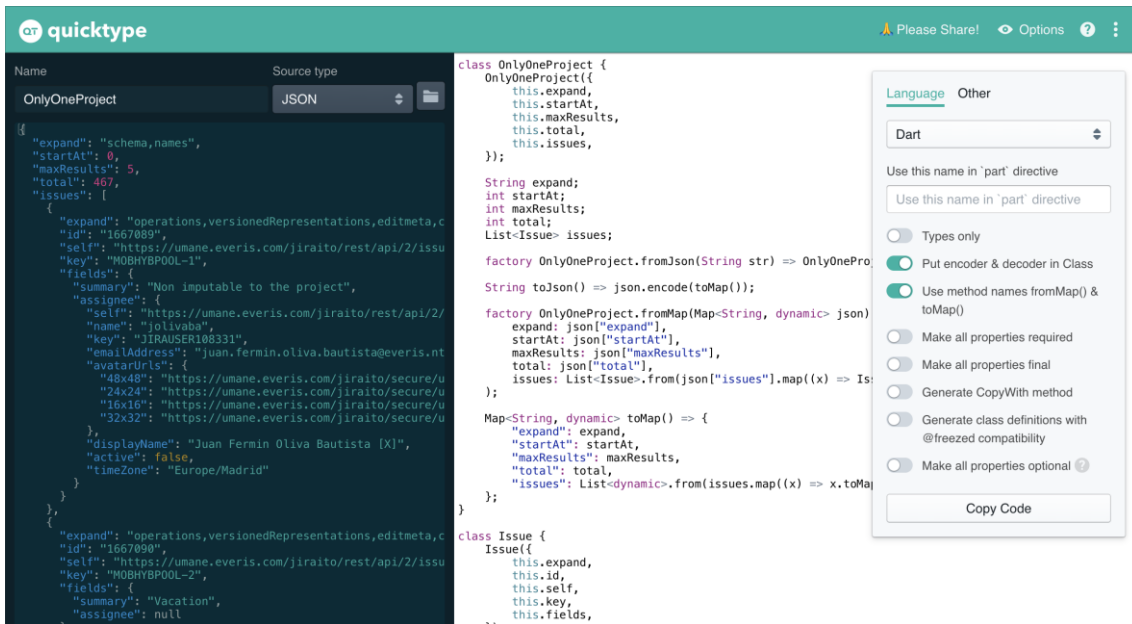 QT quicktype
Please Share! Options ?
Name
Source type
OnlyOneProject
JSON
{
"expand": "schema,names",
"startAt": 0,
"maxResults": 5,
"total": 467,
"issues": [
{
"expand": "operations,versionedRepresentations,editmeta,c
"id": "1667089",
"self": "https://umane.everis.com/jiraito/rest/api/2/issu
"key": "MOBHYBPOOL-1",
"fields": {
"summary": "Non imputable to the project",
"assignee": {
"self": "https://umane.everis.com/jiraito/rest/api/2/
"name": "jolivaba",
"key": "JIRAUSER108331",
"emailAddress": "juan.fermin.oliva.bautista@everis.nt
"avatarUrls": {
"48x48": "https://umane.everis.com/jiraito/secure/u
"24x24": "https://umane.everis.com/jiraito/secure/u
"16x16": "https://umane.everis.com/jiraito/secure/u
"32x32": "https://umane.everis.com/jiraito/secure/u
},
"displayName": "Juan Fermin Oliva Bautista [X]",
"active": false,
"timeZone": "Europe/Madrid"
}
}
},
{
"expand": "operations,versionedRepresentations,editmeta,c
"id": "1667090",
"self": "https://umane.everis.com/jiraito/rest/api/2/issu
"key": "MOBHYBPOOL-2",
"fields": {
"summary": "Vacation",
"assignee": null
class OnlyOneProject {
OnlyOneProject({
this.expand,
this.startAt,
this.maxResults,
this.total,
this.issues,
});
String expand;
int startAt;
int maxResults;
int total;
List<Issue> issues;
factory OnlyOneProject.fromJson(String str) => OnlyOneProj
String toJson() => json.encode(toMap());
factory OnlyOneProject.fromMap(Map<String, dynamic> json)
expand: json["expand"],
startAt: json["startAt"],
maxResults: json["maxResults"],
total: json["total"],
issues: List<Issue>.from(json["issues"].map((x) => Iss
);
Map<String, dynamic> toMap() => {
"expand": expand,
"startAt": startAt,
"maxResults": maxResults,
"total": total,
"issues": List<dynamic>.from(issues.map((x) => x.toMap
};
}
class Issue {
Issue({
this.expand,
this.id,
this.self,
this.key,
this.fields,
Language Other
Dart
Use this name in `part` directive
Use this name in `part` directive
Types only
Put encoder & decoder in Class
Use method names fromMap() &
toMap()
Make all properties required
Make all properties final
Generate CopyWith method
Generate class definitions with
@freezed compatibility
Make all properties optional ?
Copy Code